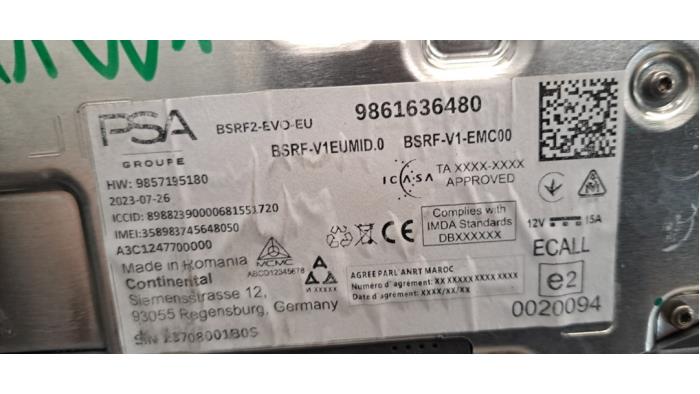 PSA
GROUPE
BSRF2-EVO-EU
9861636480
BSRF-V1EUMID.0
BSRF-V1-EMC00
HW: 9857195180
2023-07-26
ICCID: 89882390000681551720
IMEI:358983745648050
A3C1247700000
Made in Romania
Continental
Siemensstrasse 12,
93055 Regensburg, Germany
ICASA
TA XXXX-XXXX
APPROVED
Complies with
IMDA Standards
DBXXXXXX
12V
15A
MCMC
ABCD12345678
CE
AGREE PAR L'ANRT MAROC
Numéro d'agrément: XX XXXXXXXX XXXX
Date d'agrément: XXXX/XX/XX
ECALL
e2
0020094